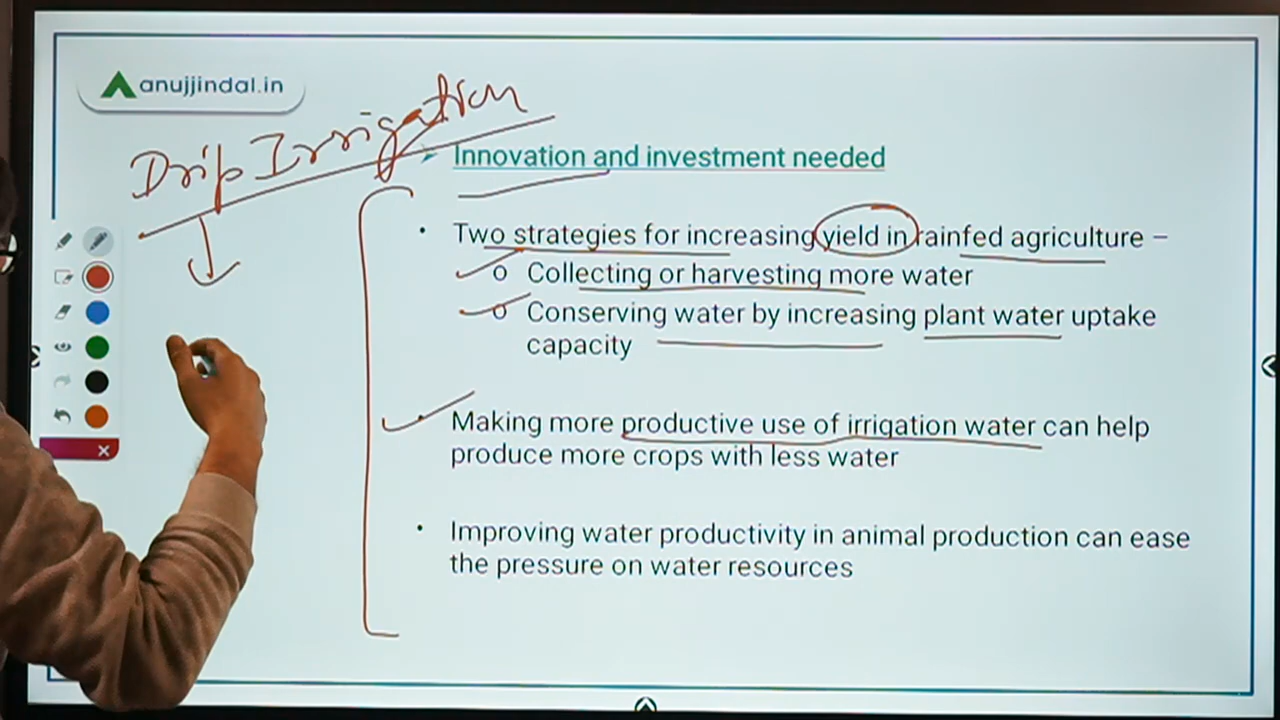 anujjindal.in
Drip Irrigation
Innovation and investment needed
• Two strategies for increasing yield in rainfed agriculture –
o Collecting or harvesting more water
o Conserving water by increasing plant water uptake
capacity
Making more productive use of irrigation water can help
produce more crops with less water
• Improving water productivity in animal production can ease
the pressure on water resources